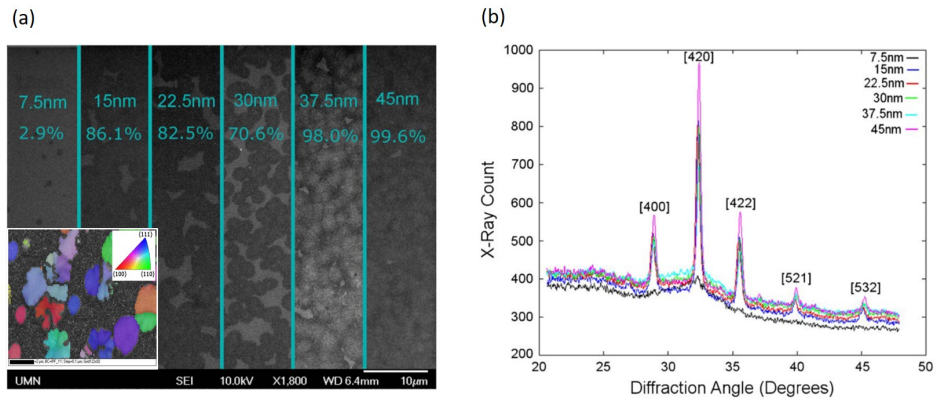 (a)
7.5nm 15nm 22.5nm 30nm 37.5nm 45nm
2.9% 86.1% 82.5% 70.6% 98.0% 99.6%
(111)
(100) (110)
UMN SEI 10.0kV X1,800 WD 6.4mm 10μm
(b)
X-Ray Count
1000
900
800
700
600
500
400
300
200
20 25 30 35 40 45 50
Diffraction Angle (Degrees)
[400]
[420]
[422]
[521]
[532]
7.5nm
15nm
22.5nm
30nm
37.5nm
45nm